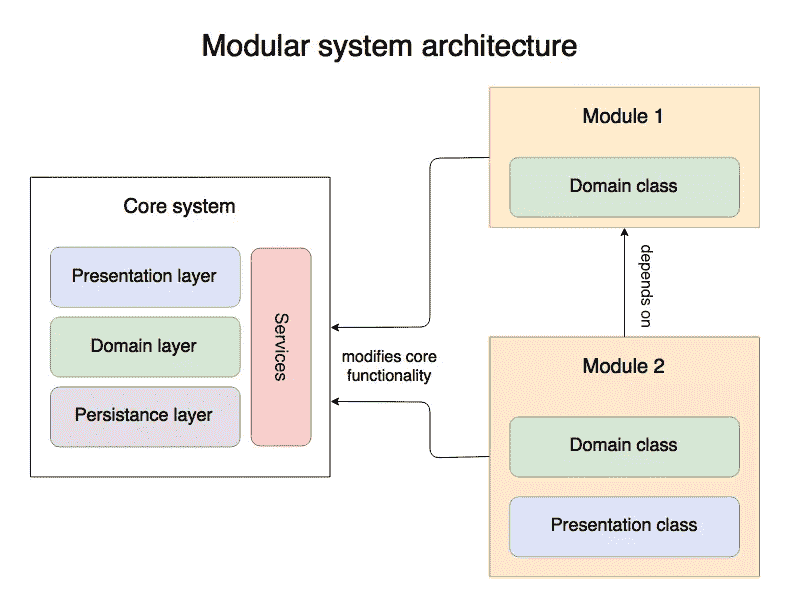 Modular system architecture
Core system
Presentation layer
Domain layer
Persistance layer
Services
modifies core
functionality
Module 1
Domain class
depends on
Module 2
Domain class
Presentation class